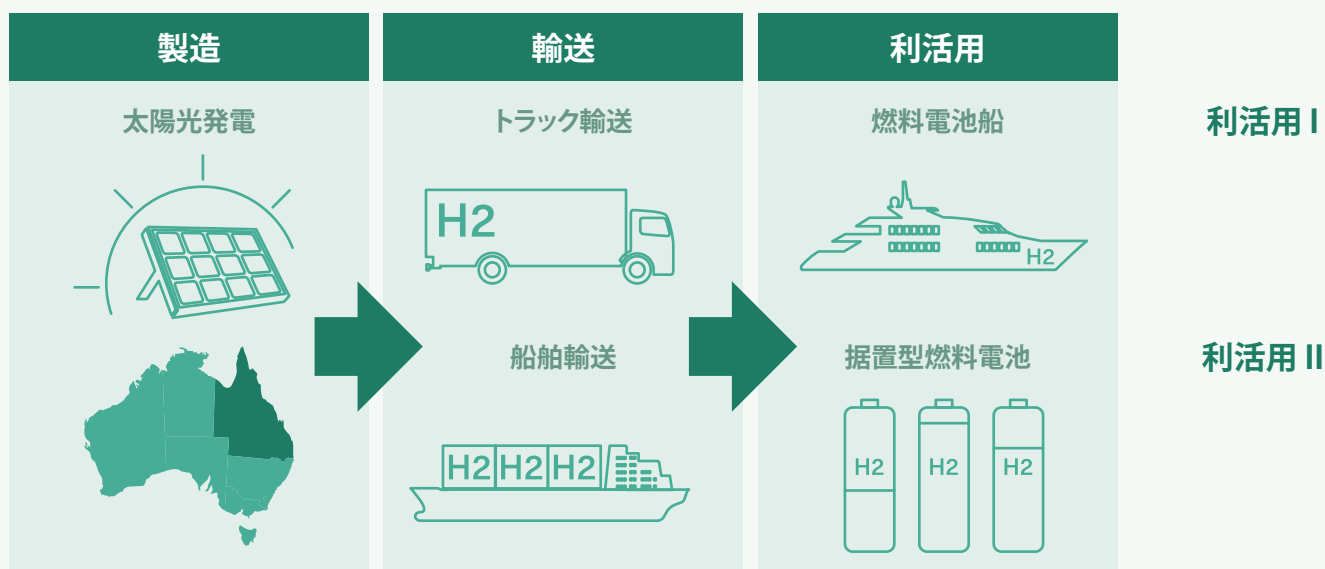 製造
太陽光発電
輸送
トラック輸送
H2
船舶輸送
H2 H2 H2
利活用
燃料電池船
H2
据置型燃料電池
H2 H2 H2
利活用 I
利活用 II